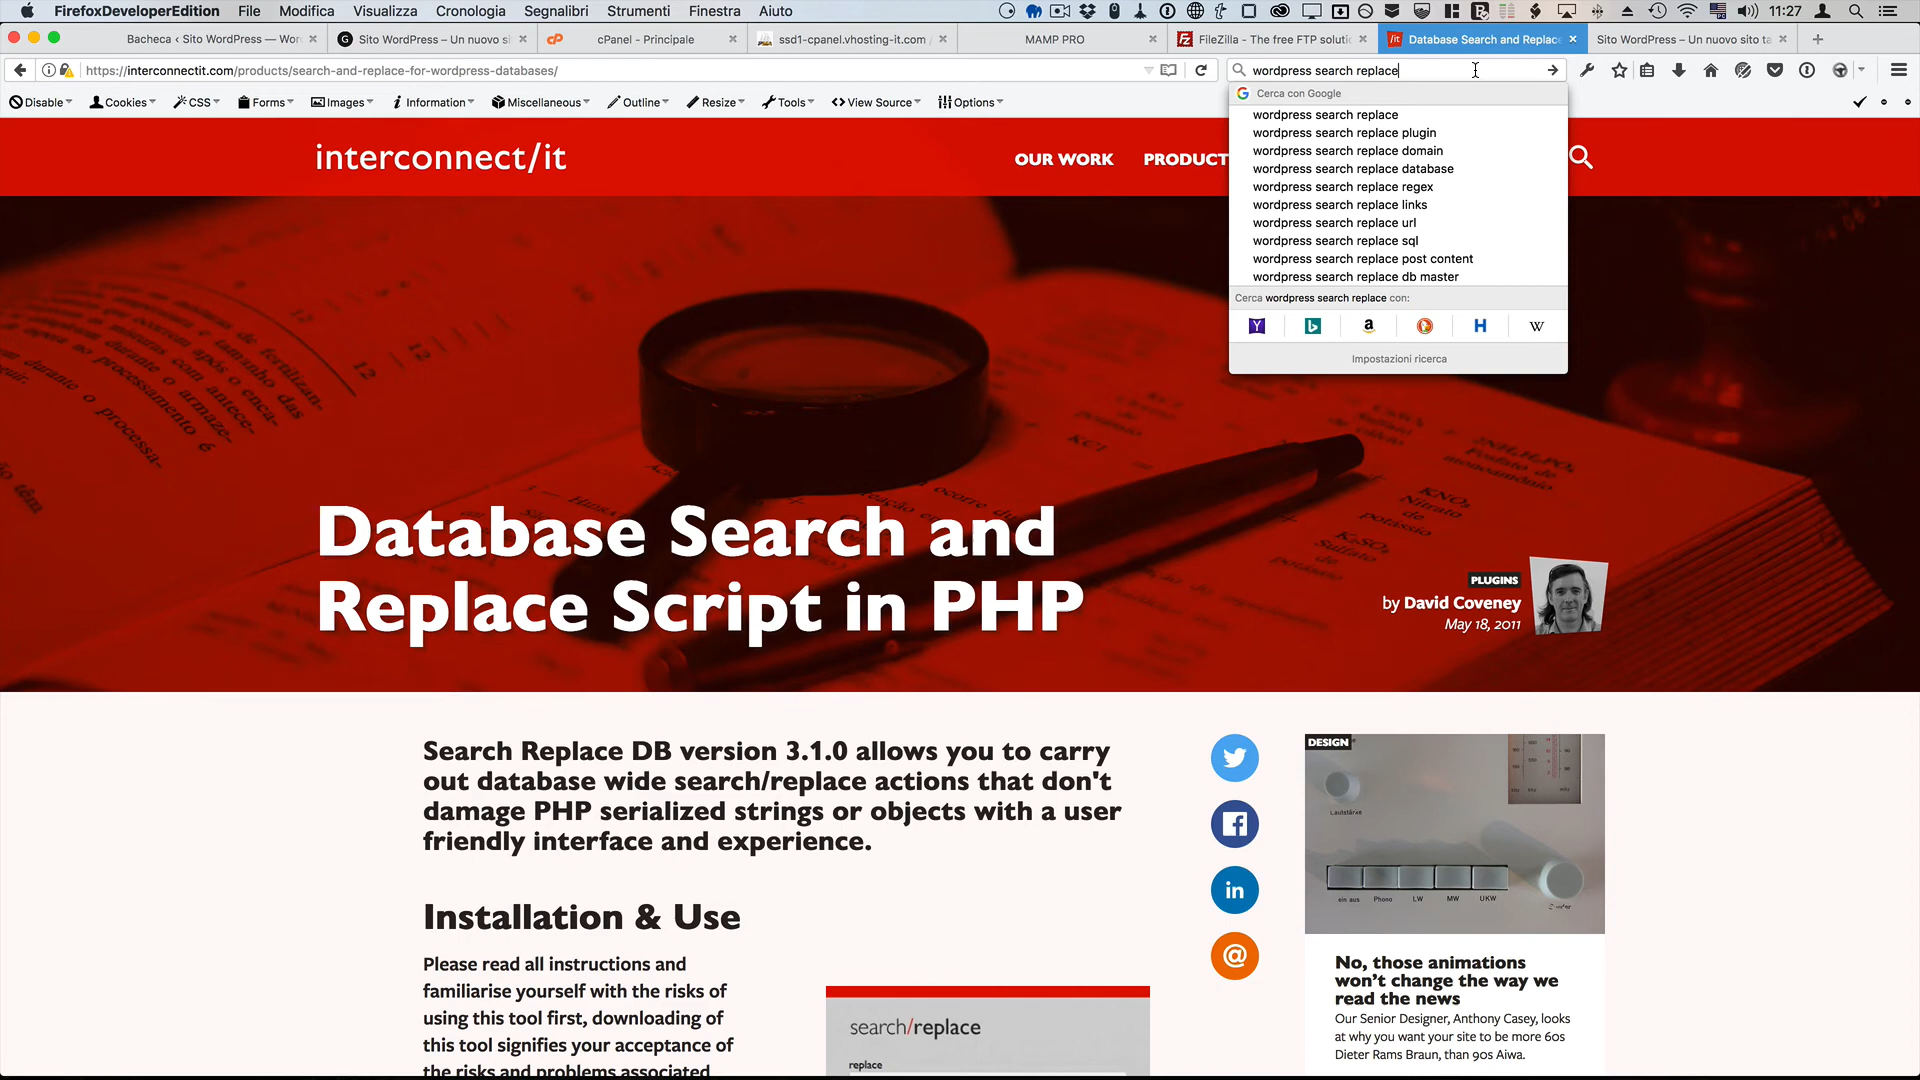 FirefoxDeveloperEdition File Modifica Visualizza Cronologia Segnalibri Strumenti Finestra Aiuto 11:27
Bacheca ‹ Sito WordPress — Wor Sito WordPress – Un nuovo si cPanel - Principale ssd1-cpanel.vhosting-it.com / MAMP PRO FileZilla - The free FTP soluti Database Search and Replace Sito WordPress – Un nuovo sito ta
https://interconnectit.com/products/search-and-replace-for-wordpress-databases/ wordpress search replace
Disable Cookies CSS Forms Images Information Miscellaneous Outline Resize Tools View Source Options
Cerca con Google
wordpress search replace
wordpress search replace plugin
wordpress search replace domain
wordpress search replace database
wordpress search replace regex
wordpress search replace links
wordpress search replace url
wordpress search replace sql
wordpress search replace post content
wordpress search replace db master
Cerca wordpress search replace con:
Impostazioni ricerca
interconnect/it OUR WORK PRODUCT
Database Search and
Replace Script in PHP
PLUGINS
by David Coveney
May 18, 2011
Search Replace DB version 3.1.0 allows you to carry
out database wide search/replace actions that don't
damage PHP serialized strings or objects with a user
friendly interface and experience.
Installation & Use
Please read all instructions and
familiarise yourself with the risks of
using this tool first, downloading of
this tool signifies your acceptance of
the risks and problems associated
search/replace
replace
DESIGN
Lautstärke
ein aus Phono LW MW UKW
No, those animations
won't change the way we
read the news
Our Senior Designer, Anthony Casey, looks
at why you want your site to be more 60s
Dieter Rams Braun, than 90s Aiwa.